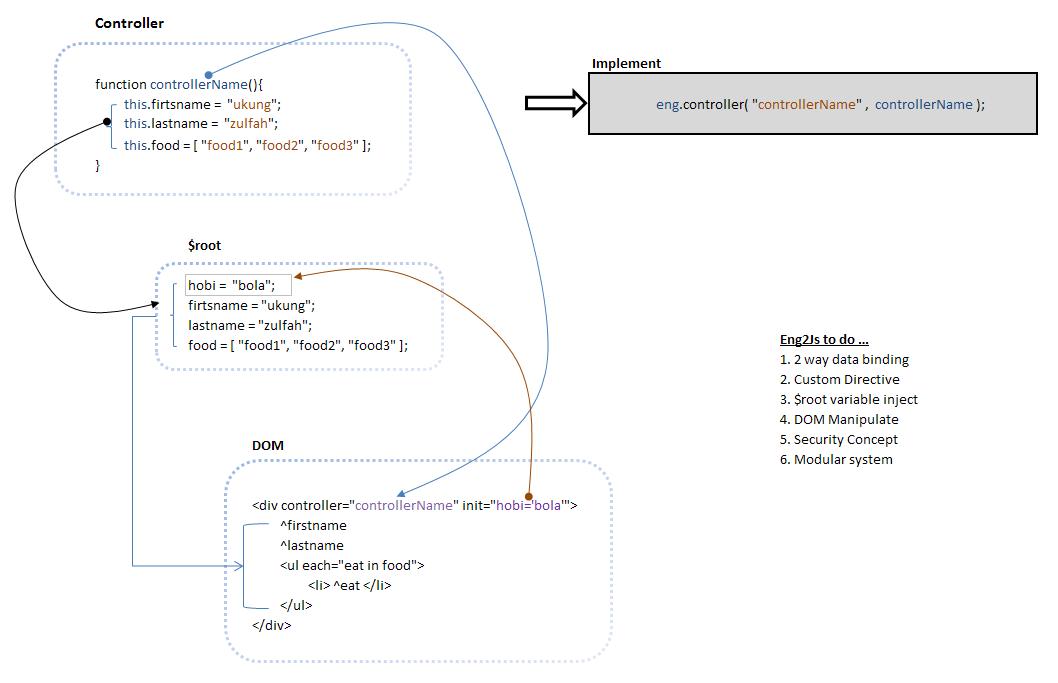 Controller
function controllerName(){
this.firtsname = "ukung";
this.lastname = "zulfah";
this.food = [ "food1", "food2", "food3" ];
}
Implement
eng.controller( "controllerName" , controllerName );
$root
hobi = "bola";
firtsname = "ukung";
lastname = "zulfah";
food = [ "food1", "food2", "food3" ];
Eng2Js to do ...
1. 2 way data binding
2. Custom Directive
3. $root variable inject
4. DOM Manipulate
5. Security Concept
6. Modular system
DOM
<div controller="controllerName" init="hobi='bola'">
^firstname
^lastname
<ul each="eat in food">
<li> ^eat </li>
</ul>
</div>